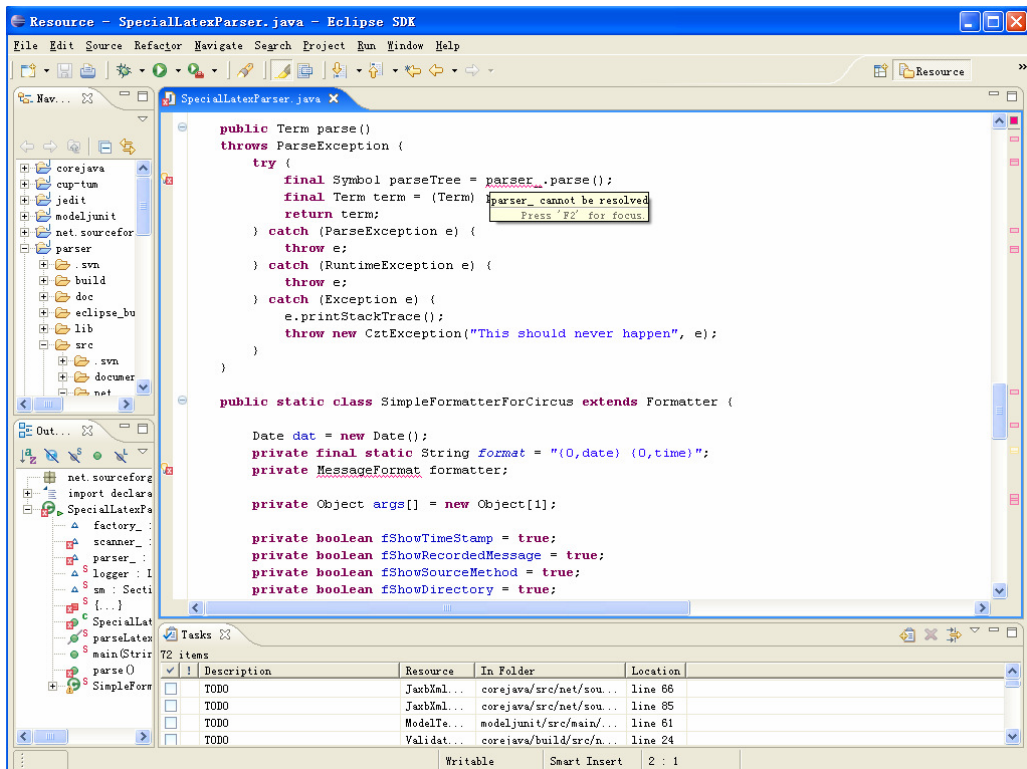 Resource - SpecialLatexParser.java - Eclipse SDK
File Edit Source Refactor Navigate Search Project Run Window Help
Resource »
Nav...
SpecialLatexParser.java
corejava
cup-tum
jedit
modeljunit
net.sourcefor
parser
.svn
build
doc
eclipse_bu
lib
src
.svn
documer
net
public Term parse()
throws ParseException {
try {
final Symbol parseTree = parser_.parse();
final Term term = (Term)
parser_ cannot be resolved
Press 'F2' for focus.
return term;
} catch (ParseException e) {
throw e;
} catch (RuntimeException e) {
throw e;
} catch (Exception e) {
e.printStackTrace();
throw new CztException("This should never happen", e);
}
}
public static class SimpleFormatterForCircus extends Formatter {
Date dat = new Date();
private final static String format = "{0,date} {0,time}";
private MessageFormat formatter;
private Object args[] = new Object[1];
private boolean fShowTimeStamp = true;
private boolean fShowRecordedMessage = true;
private boolean fShowSourceMethod = true;
private boolean fShowDirectory = true;
Out...
net.sourceforg
import declara
SpecialLatexPa
factory_ :
scanner_ :
parser_ :
S logger : L
S sm : Secti
S {...}
C SpecialLat
S parseLatex
S main(Strir
parse()
S SimpleForm
Tasks
72 items
! Description Resource In Folder Location
TODO JaxbXml... corejava/src/net/sou... line 66
TODO JaxbXml... corejava/src/net/sou... line 85
TODO ModelTe... modeljunit/src/main/... line 61
TODO Validat... corejava/build/src/n... line 24
Writable Smart Insert 2 : 1